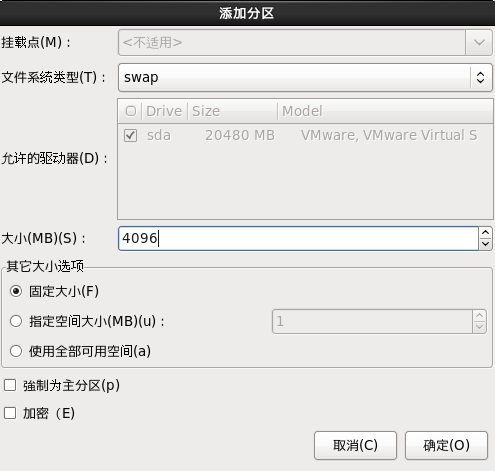 添加分区
挂载点(M)： <不适用>
文件系统类型(T)： swap
Drive Size Model
sda 20480 MB VMware, VMware Virtual S
允许的驱动器(D)：
大小(MB)(S)： 4096
其它大小选项
固定大小(F)
指定空间大小(MB)(u)： 1
使用全部可用空间(a)
強制为主分区(p)
加密（E)
取消(C) 确定(O)